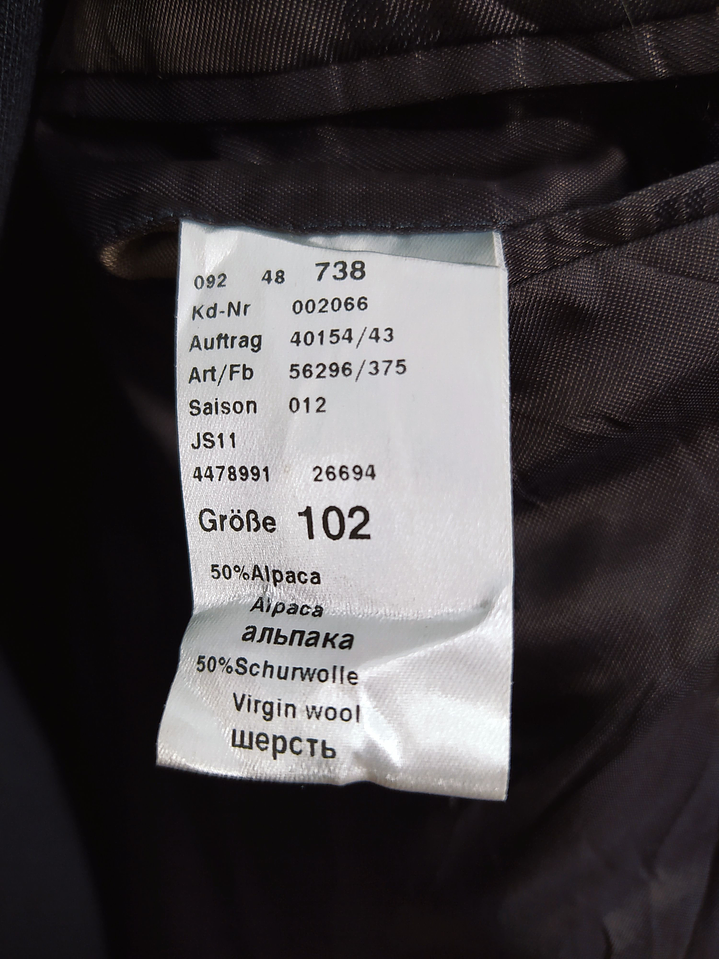 092 48 738
Kd-Nr 002066
Auftrag 40154/43
Art/Fb 56296/375
Saison 012
JS11
4478991 26694
Größe 102
50%Alpaca
Alpaca
альпака
50%Schurwolle
Virgin wool
шерсть